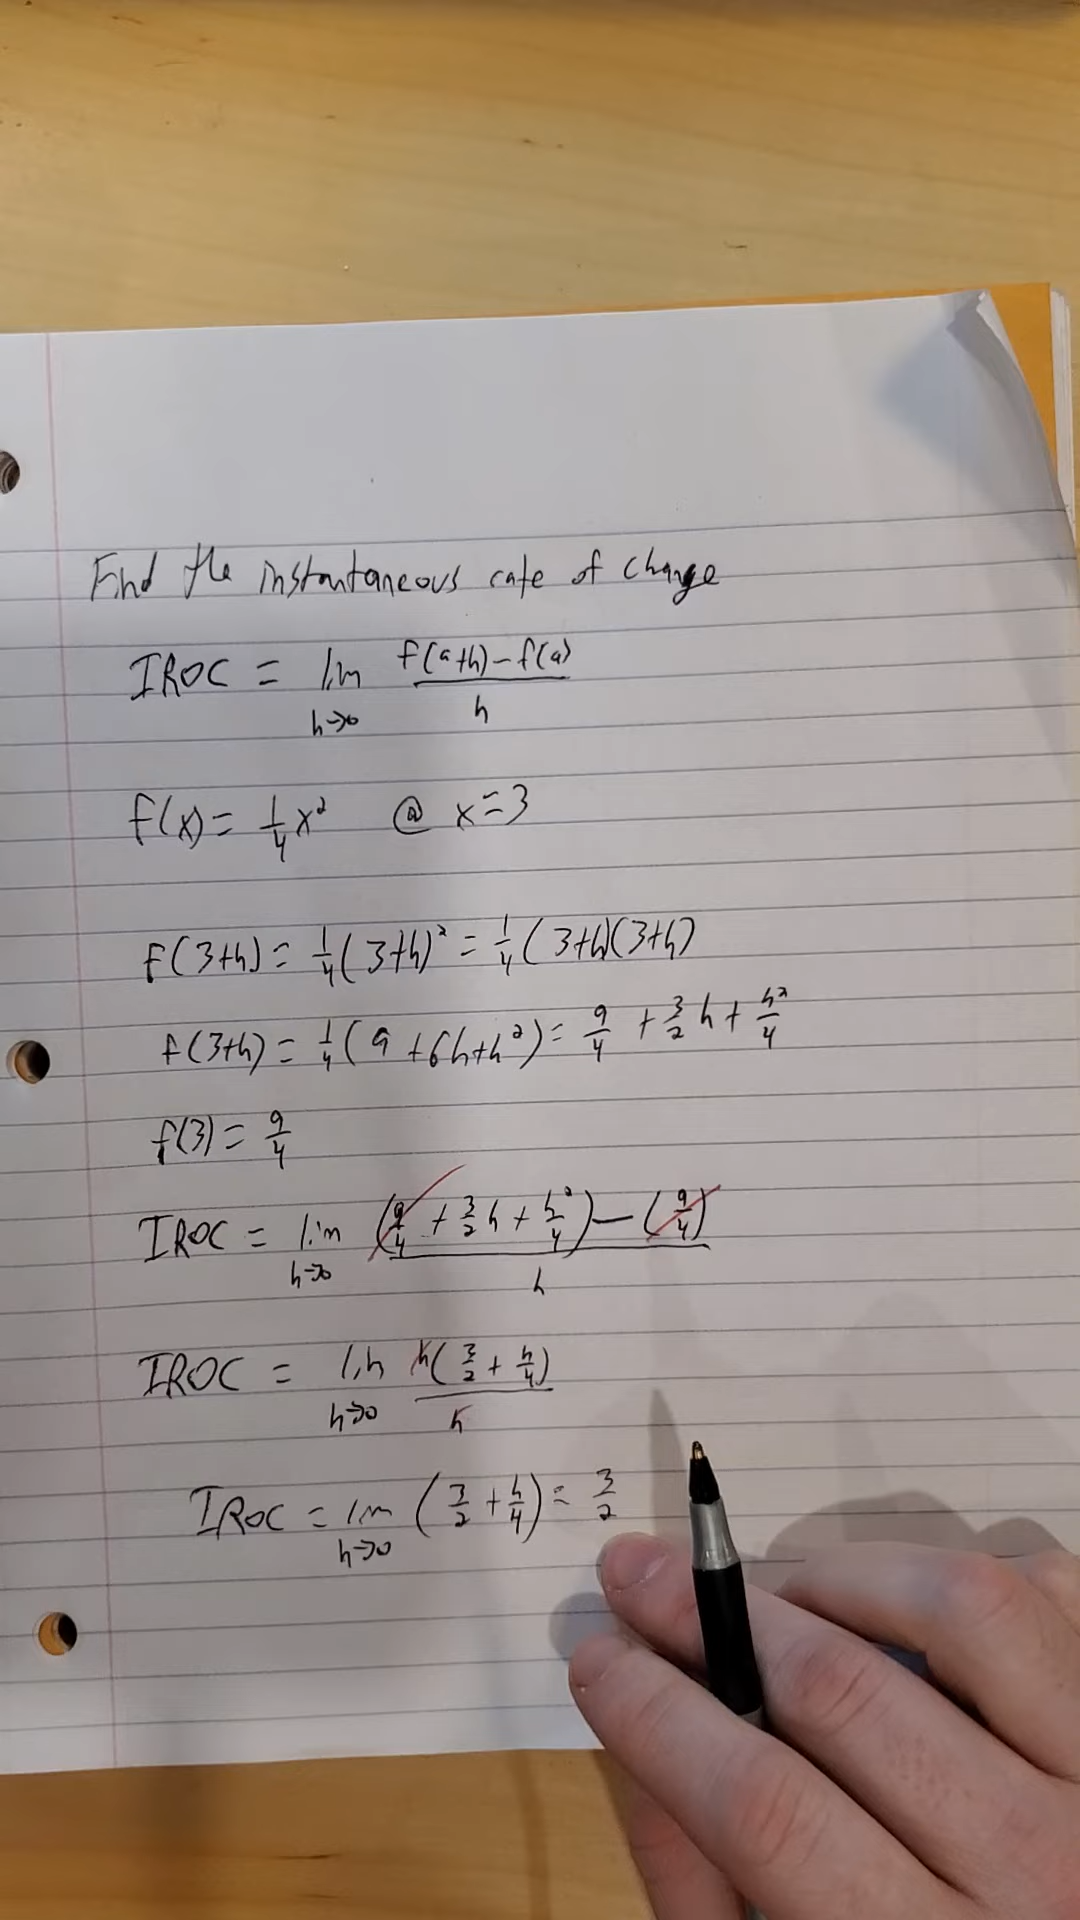 Find the instantaneous rate of change
IROC = lim h→0 (f(a+h)-f(a))/h
f(x) = 1/4 x² @ x=3
f(3+h) = 1/4(3+h)² = 1/4(3+h)(3+h)
f(3+h) = 1/4(9+6h+h²) = 9/4 + 3/2 h + h²/4
f(3) = 9/4
IROC = lim h→0 ((9/4 + 3/2 h + h²/4) - (9/4))/h
IROC = lim h→0 h(3/2 + h/4)/h
IROC = lim h→0 (3/2 + h/4) = 3/2